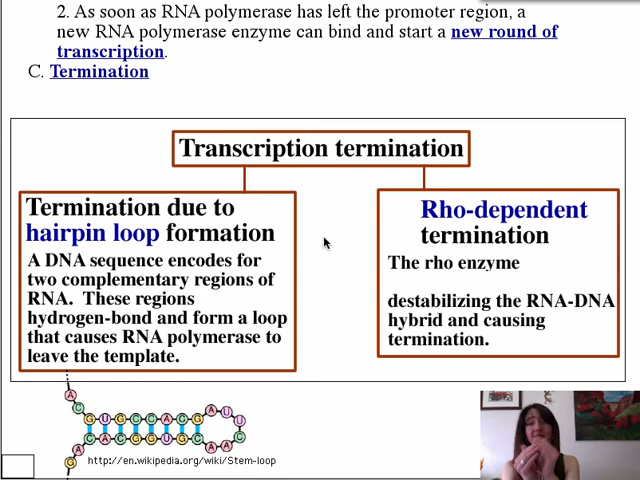 2. As soon as RNA polymerase has left the promoter region, a
new RNA polymerase enzyme can bind and start a new round of
transcription.
C. Termination
Transcription termination
Termination due to
hairpin loop formation
A DNA sequence encodes for
two complementary regions of
RNA. These regions
hydrogen-bond and form a loop
that causes RNA polymerase to
leave the template.
Rho-dependent
termination
The rho enzyme
destabilizing the RNA-DNA
hybrid and causing
termination.
A
C
G U G C C A C G A U U
U
C A C G G U G C A A C
A
G
http://en.wikipedia.org/wiki/Stem-loop